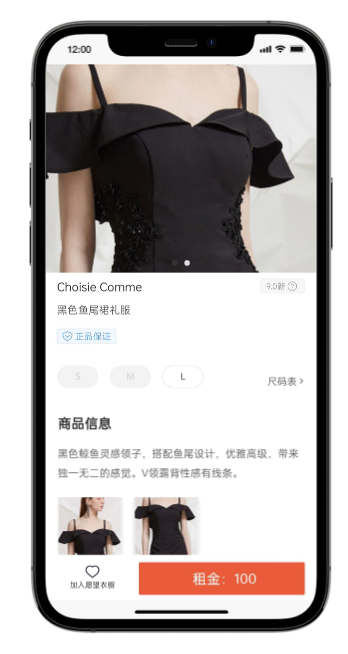 12:00
Choisie Comme
9.0新 ?
黑色鱼尾裙礼服
正品保证
S M L
尺码表 >
商品信息
黑色鲸鱼灵感领子，搭配鱼尾设计，优雅高级，带来
独一无二的感觉。V领露背性感有线条。
加入愿望衣橱
租金：100